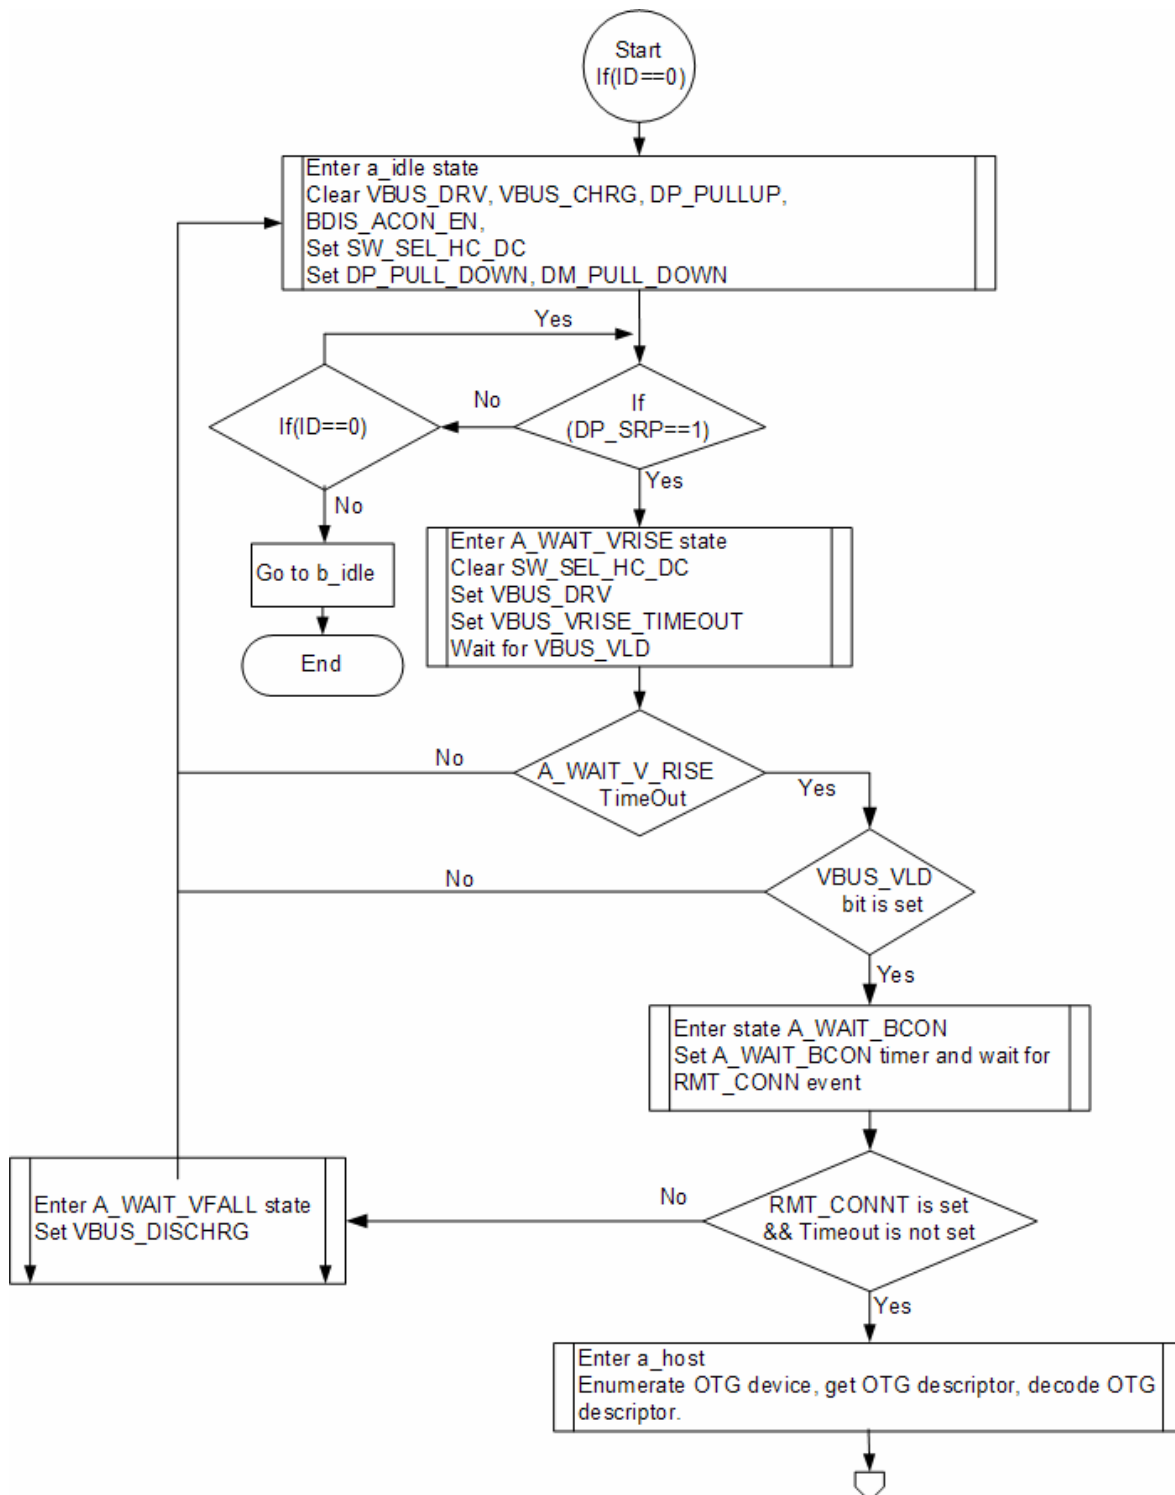 Start
If(ID==0)
Enter a_idle state
Clear VBUS_DRV, VBUS_CHRG, DP_PULLUP,
BDIS_ACON_EN,
Set SW_SEL_HC_DC
Set DP_PULL_DOWN, DM_PULL_DOWN
Yes
If(ID==0)
No
If
(DP_SRP==1)
Yes
No
Go to b_idle
End
Enter A_WAIT_VRISE state
Clear SW_SEL_HC_DC
Set VBUS_DRV
Set VBUS_VRISE_TIMEOUT
Wait for VBUS_VLD
No
A_WAIT_V_RISE
TimeOut
Yes
No
VBUS_VLD
bit is set
Yes
Enter state A_WAIT_BCON
Set A_WAIT_BCON timer and wait for
RMT_CONN event
Enter A_WAIT_VFALL state
Set VBUS_DISCHRG
No
RMT_CONNT is set
&& Timeout is not set
Yes
Enter a_host
Enumerate OTG device, get OTG descriptor, decode OTG
descriptor.